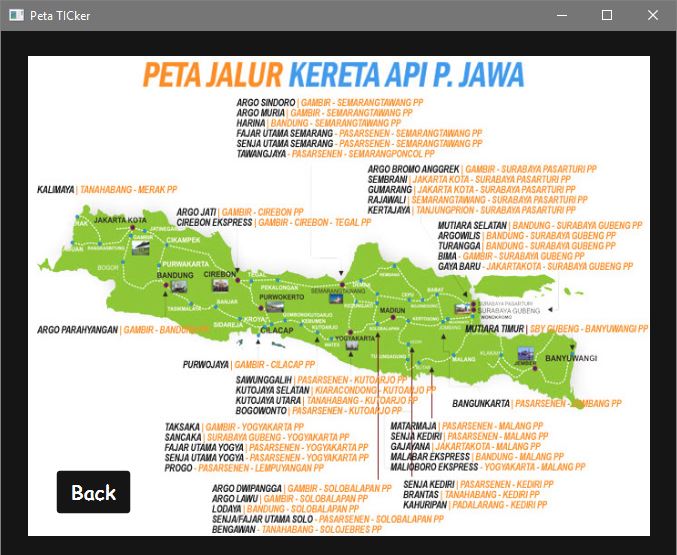 Peta TICker
PETA JALUR KERETA API P. JAWA
ARGO SINDORO | GAMBIR - SEMARANGTAWANG PP
ARGO MURIA | GAMBIR - SEMARANGTAWANG PP
HARINA | BANDUNG - SEMARANGTAWANG PP
FAJAR UTAMA SEMARANG - PASARSENEN - SEMARANGTAWANG PP
SENJA UTAMA SEMARANG - PASARSENEN - SEMARANGTAWANG PP
TAWANGJAYA - PASARSENEN - SEMARANGPONCOL PP
ARGO BROMO ANGGREK | GAMBIR - SURABAYA PASARTURI PP
SEMBRANI | JAKARTA KOTA - SURABAYA PASARTURI PP
GUMARANG | JAKARTA KOTA - SURABAYA PASARTURI PP
RAJAWALI | SEMARANGTAWANG - SURABAYA PASARTURI PP
KERTAJAYA | TANJUNGPRION - SURABAYA PASARTURI PP
KALIMAYA | TANAHABANG - MERAK PP
ARGO JATI | GAMBIR - CIREBON PP
CIREBON EKSPRESS | GAMBIR - CIREBON - TEGAL PP
MUTIARA SELATAN | BANDUNG - SURABAYA GUBENG PP
ARGOWILIS | BANDUNG - SURABAYA GUBENG PP
TURANGGA | BANDUNG - SURABAYA GUBENG PP
BIMA - GAMBIR - SURABAYA GUBENG PP
GAYA BARU - JAKARTAKOTA - SURABAYA GUBENG PP
JAKARTA KOTA
JATINEGARA
GAMBIR
CIKAMPEK
RANGKASBITUNG
BOGOR
PURWAKARTA
BANDUNG
CIREBON
TEGAL
PEKALONGAN
SEMARANGTAWANG
BABAT
CEPU
SURABAYA PASARTURI
SURABAYA GUBENG
WONOKROMO
TASIKMALAYA
BANJAR
PURWOKERTO
SIDAREJA
KROYA
CILACAP
GOMBONG
KUTOARJO
KEBUMEN
WATES
YOGYAKARTA
SOLOBALAPAN
MADIUN
KERTOSONO
JOMBANG
TULUNGAGUNG
MALANG
KLAKAH
JEMBER
BANYUWANGI
MUTIARA TIMUR | SBY GUBENG - BANYUWANGI PP
ARGO PARAHYANGAN | GAMBIR - BANDUNG PP
PURWOJAYA | GAMBIR - CILACAP PP
SAWUNGGALIH | PASARSENEN - KUTOARJO PP
KUTOJAYA SELATAN | KIARACONDONG - KUTOARJO PP
KUTOJAYA UTARA | TANAHABANG - KUTOARJO PP
BOGOWONTO | PASARSENEN - KUTOARJO PP
BANGUNKARTA | PASARSENEN - JOMBANG PP
TAKSAKA | GAMBIR - YOGYAKARTA PP
SANCAKA | SURABAYA GUBENG - YOGYAKARTA PP
FAJAR UTAMA YOGYA | PASARSENEN - YOGYAKARTA PP
SENJA UTAMA YOGYA | PASARSENEN - YOGYAKARTA PP
PROGO - PASARSENEN - LEMPUYANGAN PP
MATARMAJA | PASARSENEN - MALANG PP
SENJA KEDIRI | PASARSENEN - MALANG PP
GAJAYANA | JAKARTAKOTA - MALANG PP
MALABAR EKSPRESS | BANDUNG - MALANG PP
MALIOBORO EKSPRESS - YOGYAKARTA - MALANG PP
ARGO DWIPANGGA | GAMBIR - SOLOBALAPAN PP
ARGO LAWU | GAMBIR - SOLOBALAPAN PP
LODAYA | BANDUNG - SOLOBALAPAN PP
SENJA/FAJAR UTAMA SOLO - PASARSENEN - SOLOBALAPAN PP
BENGAWAN - TANAHABANG - SOLOJEBRES PP
SENJA KEDIRI | PASARSENEN - KEDIRI PP
BRANTAS | TANAHABANG - KEDIRI PP
KAHURIPAN | PADALARANG - KEDIRI PP
Back